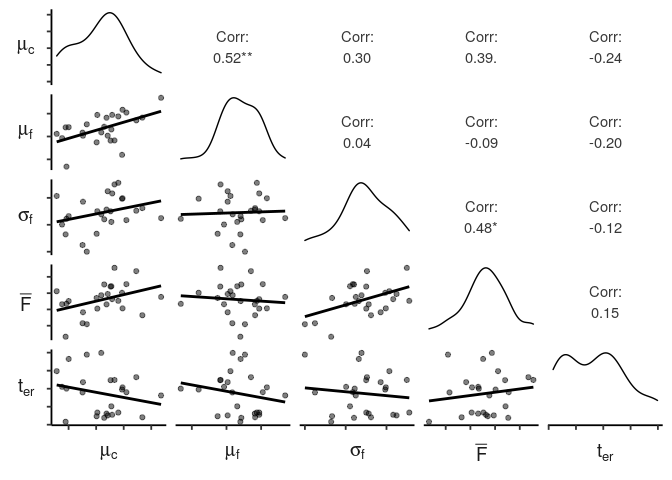 μc
Corr:
0.52**
Corr:
0.30
Corr:
0.39.
Corr:
-0.24
μf
Corr:
0.04
Corr:
-0.09
Corr:
-0.20
σf
Corr:
0.48*
Corr:
-0.12
F̅
Corr:
0.15
ter
μc
μf
σf
F̅
ter